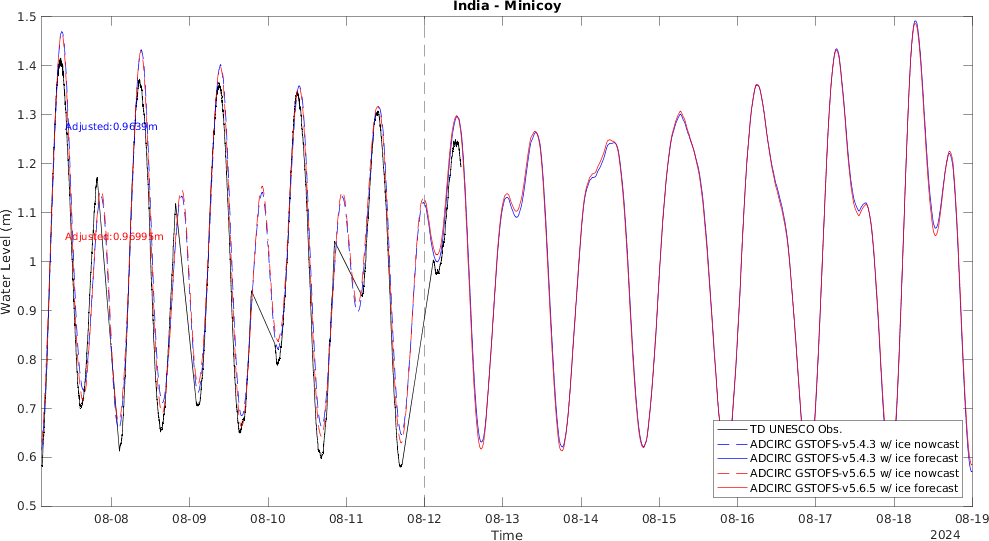 India - Minicoy
1.5
1.4
1.3
1.2
1.1
1
0.9
0.8
0.7
0.6
0.5
Water Level (m)
Adjusted:0.9639m
Adjusted:0.96995m
TD UNESCO Obs.
ADCIRC GSTOFS-v5.4.3 w/ ice nowcast
ADCIRC GSTOFS-v5.4.3 w/ ice forecast
ADCIRC GSTOFS-v5.6.5 w/ ice nowcast
ADCIRC GSTOFS-v5.6.5 w/ ice forecast
08-08 08-09 08-10 08-11 08-12 08-13 08-14 08-15 08-16 08-17 08-18 08-19
Time
2024